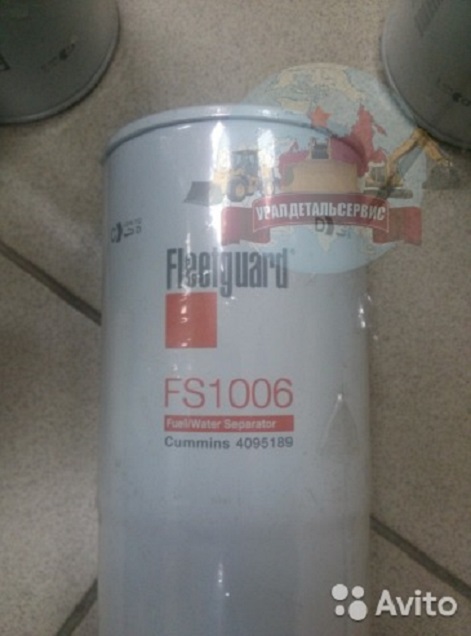 УРАЛДЕТАЛЬСЕРВИС
Fleetguard
FS1006
Fuel/Water Separator
Cummins 4095189
Avito